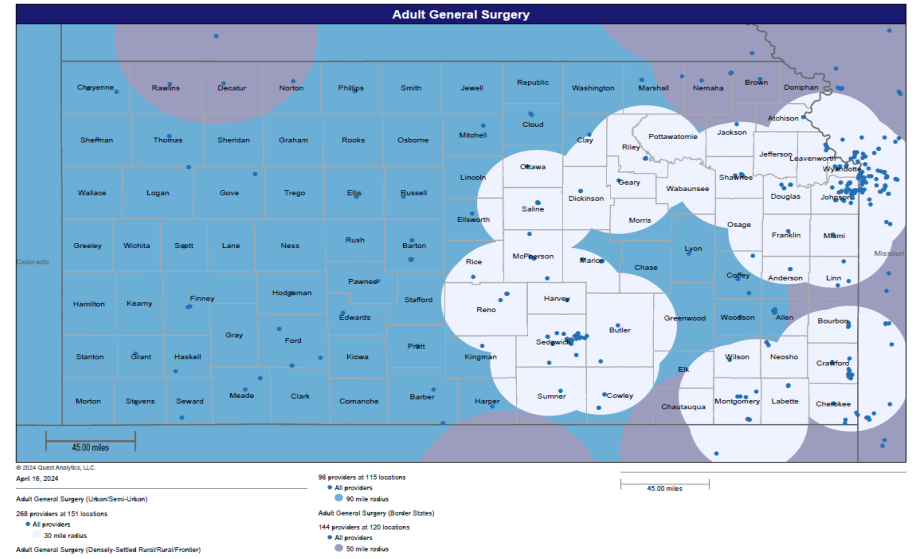 Adult General Surgery
Cheyenne Rawlins Decatur Norton Phillips Smith Jewell Republic Washington Marshall Nemaha Brown Doniphan
Atchison
Sherman Thomas Sheridan Graham Rooks Osborne Mitchell Cloud Clay Riley Pottawatomie Jackson
Jefferson Leavenworth
Wyandotte
Wallace Logan Gove Trego Ellis Russell Lincoln Ottawa Dickinson Geary Wabaunsee Shawnee Douglas Johnson
Saline Morris Osage
Ellsworth
Greeley Wichita Scott Lane Ness Rush Barton Rice McPherson Marion Chase Lyon Franklin Miami
Colorado
Missouri
Hamilton Kearny Finney Hodgeman Pawnee Stafford Reno Harvey Coffey Anderson Linn
Edwards
Gray Ford Sedgwick Butler Greenwood Woodson Allen Bourbon
Stanton Grant Haskell Kiowa Pratt Kingman Elk Wilson Neosho Crawford
Morton Stevens Seward Meade Clark Comanche Barber Harper Sumner Cowley Chautauqua Montgomery Labette Cherokee
45.00 miles
© 2024 Quest Analytics, LLC.
April 16, 2024
Adult General Surgery (Urban/Semi-Urban)
268 providers at 151 locations
All providers
30 mile radius
Adult General Surgery (Densely-Settled Rural/Rural/Frontier)
98 providers at 115 locations
All providers
90 mile radius
Adult General Surgery (Border States)
144 providers at 120 locations
All providers
50 mile radius
45.00 miles